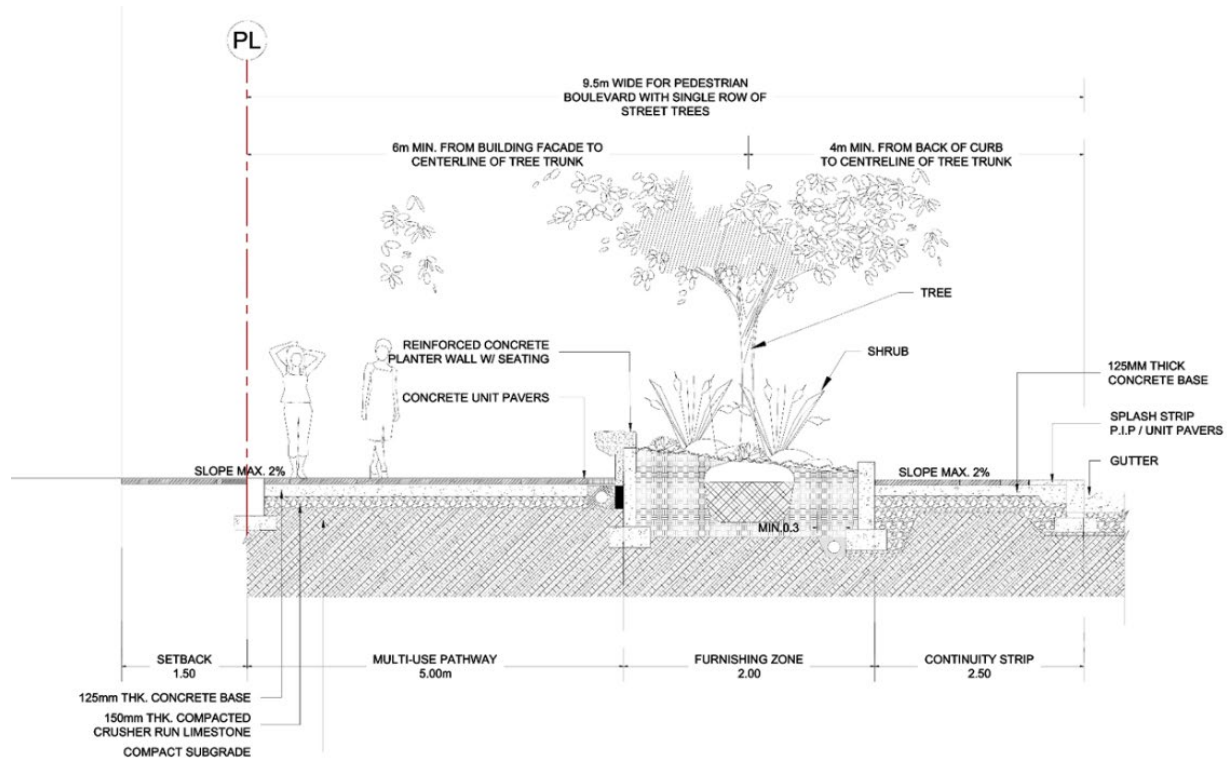 PL
9.5m WIDE FOR PEDESTRIAN
BOULEVARD WITH SINGLE ROW OF
STREET TREES
6m MIN. FROM BUILDING FACADE TO
CENTERLINE OF TREE TRUNK
4m MIN. FROM BACK OF CURB
TO CENTRELINE OF TREE TRUNK
TREE
REINFORCED CONCRETE
PLANTER WALL W/ SEATING
SHRUB
125MM THICK
CONCRETE BASE
CONCRETE UNIT PAVERS
SPLASH STRIP
P.I.P / UNIT PAVERS
SLOPE MAX. 2%
SLOPE MAX. 2%
GUTTER
MIN.0.3
SETBACK
1.50
MULTI-USE PATHWAY
5.00m
FURNISHING ZONE
2.00
CONTINUITY STRIP
2.50
125mm THK. CONCRETE BASE
150mm THK. COMPACTED
CRUSHER RUN LIMESTONE
COMPACT SUBGRADE